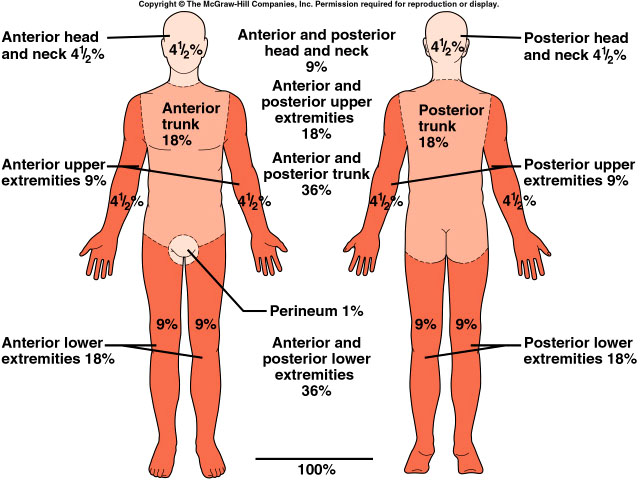 Copyright © The McGraw-Hill Companies, Inc. Permission required for reproduction or display.
Anterior head
and neck 4½%
4½%
Anterior and posterior
head and neck
9%
4½%
Posterior head
and neck 4½%
Anterior
trunk
18%
Anterior and
posterior upper
extremities
18%
Posterior
trunk
18%
Anterior upper
extremities 9%
4½%
4½%
Anterior and
posterior trunk
36%
4½%
4½%
Posterior upper
extremities 9%
Perineum 1%
Anterior lower
extremities 18%
9%
9%
Anterior and
posterior lower
extremities
36%
9%
9%
Posterior lower
extremities 18%
100%